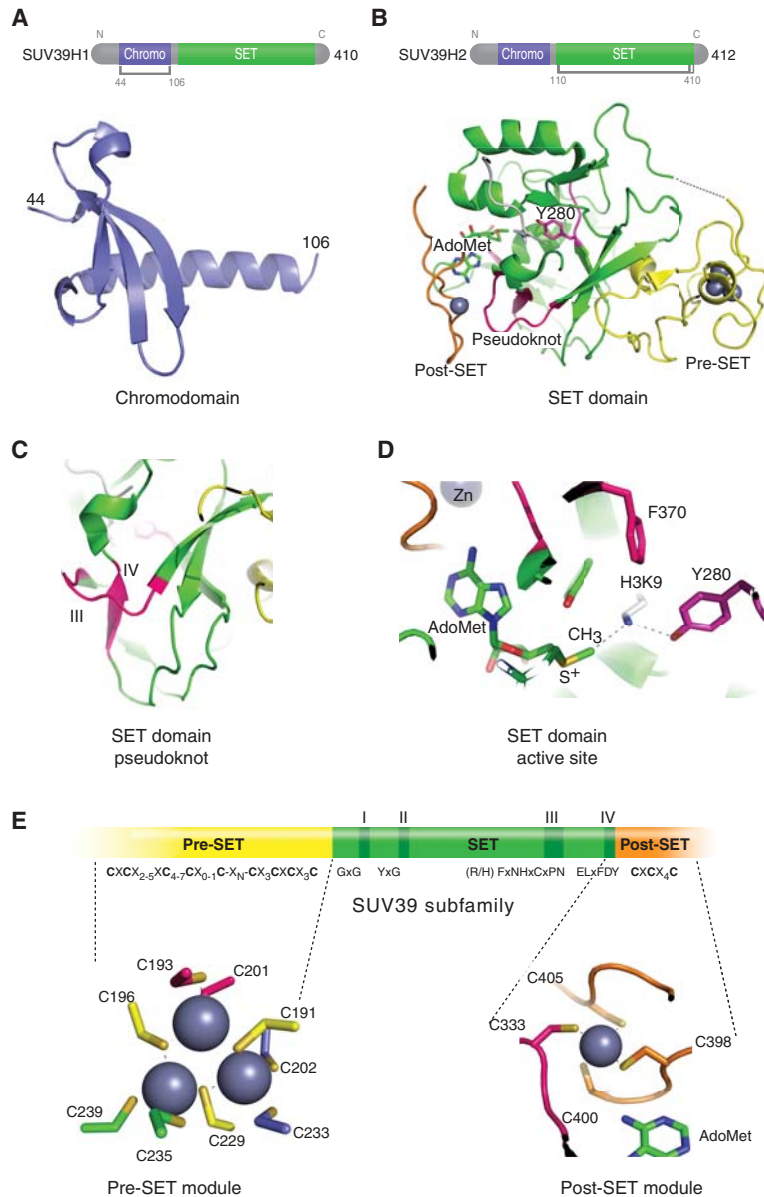 A
N C
SUV39H1 Chromo SET 410
44 106
44
106
Chromodomain
B
N C
SUV39H2 Chromo SET 412
110 410
Y280
AdoMet
Pseudoknot
Post-SET
Pre-SET
SET domain
C
IV
III
SET domain
pseudoknot
D
Zn
F370
H3K9
Y280
AdoMet
CH3
S+
SET domain
active site
E
I II III IV
Pre-SET SET Post-SET
CXCX2-5XC4-7CX0-1C-XN-CX3CXCX3C GxG YxG (R/H) FxNHxCxPN ELxFDY CXCX4C
SUV39 subfamily
C193
C201
C196
C191
C202
C239
C235
C229
C233
Pre-SET module
C405
C333
C398
C400
AdoMet
Post-SET module